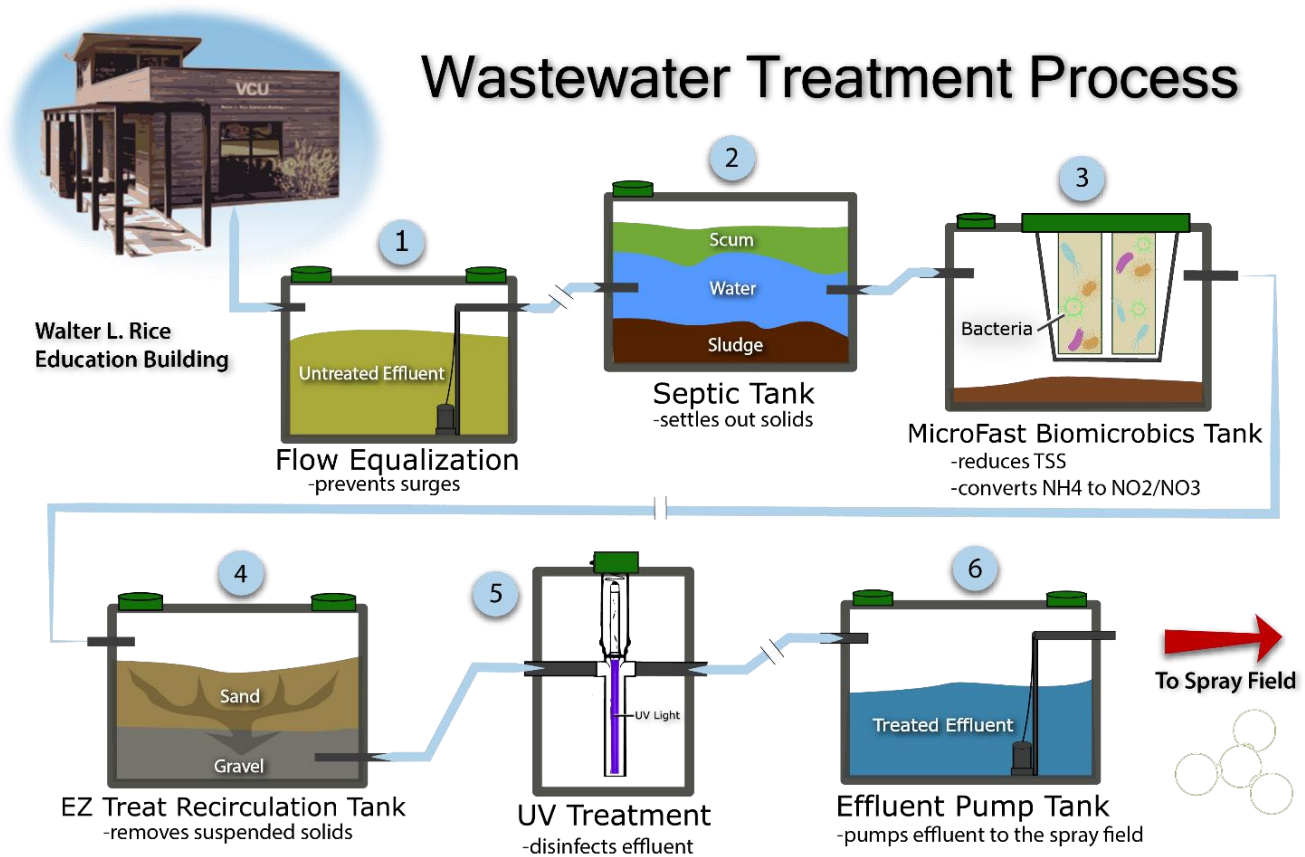 Wastewater Treatment Process
VCU
Walter L. Rice
Education Building
1
Untreated Effluent
Flow Equalization
-prevents surges
2
Scum
Water
Sludge
Septic Tank
-settles out solids
3
Bacteria
MicroFast Biomicrobics Tank
-reduces TSS
-converts NH4 to NO2/NO3
4
Sand
Gravel
EZ Treat Recirculation Tank
-removes suspended solids
5
UV Light
UV Treatment
-disinfects effluent
6
Treated Effluent
Effluent Pump Tank
-pumps effluent to the spray field
To Spray Field